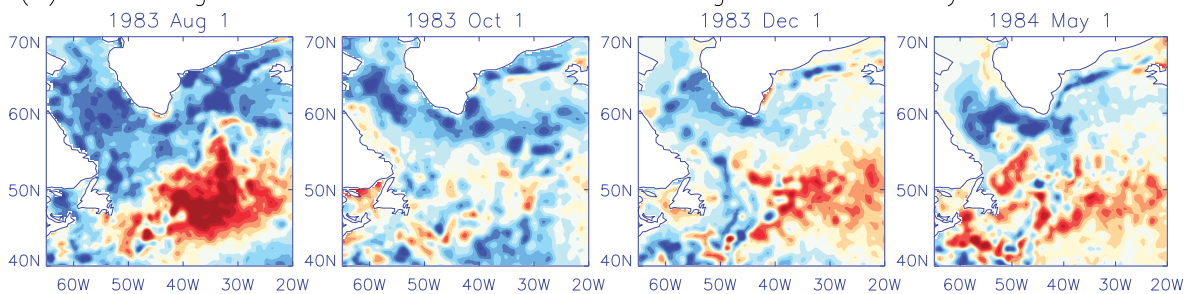 1983 Aug 1 1983 Oct 1 1983 Dec 1 1984 May 1
70N 70N 70N 70N
60N 60N 60N 60N
50N 50N 50N 50N
40N 40N 40N 40N
60W 50W 40W 30W 20W 60W 50W 40W 30W 20W 60W 50W 40W 30W 20W 60W 50W 40W 30W 20W